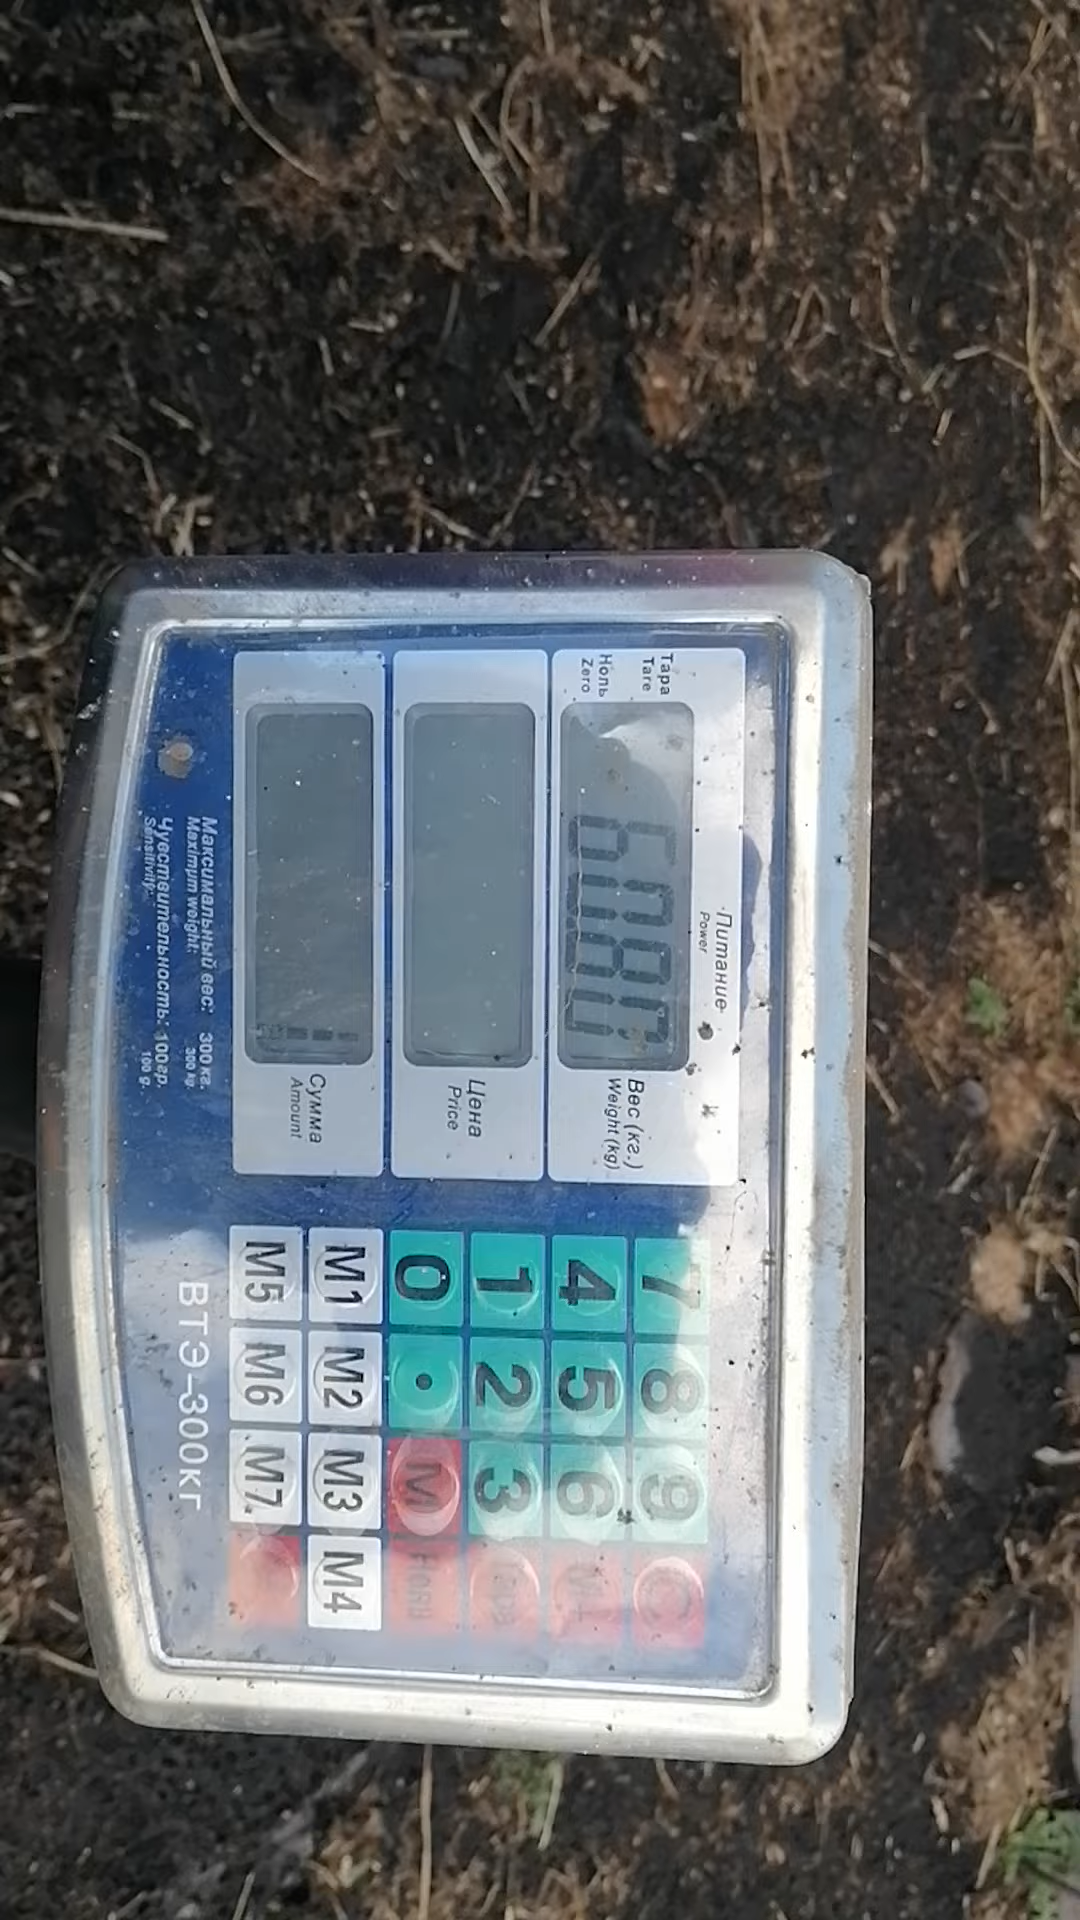 Питание
Power
Тара
Tare
Ноль
Zero
Вес (кг.)
Weight (kg)
Цена
Price
Сумма
Amount
Максимальный вес: 300 кг.
Maximum weight: 300 kg.
Чувствительность: 100гр.
Sensitivity: 100 g.
7 8 9 C
4 5 6 M+
1 2 3
0 . M
M1 M2 M3 M4
M5 M6 M7
ВТЭ-300кг